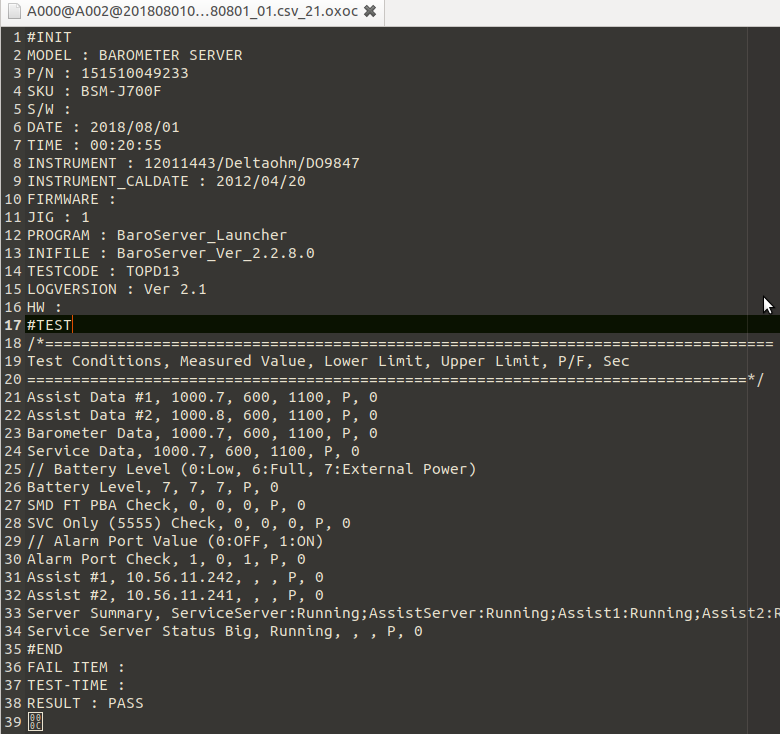 A000@A002@201808010...80801_01.csv_21.oxoc
1 #INIT
2 MODEL : BAROMETER SERVER
3 P/N : 151510049233
4 SKU : BSM-J700F
5 S/W :
6 DATE : 2018/08/01
7 TIME : 00:20:55
8 INSTRUMENT : 12011443/Deltaohm/DO9847
9 INSTRUMENT_CALDATE : 2012/04/20
10 FIRMWARE :
11 JIG : 1
12 PROGRAM : BaroServer_Launcher
13 INIFILE : BaroServer_Ver_2.2.8.0
14 TESTCODE : TOPD13
15 LOGVERSION : Ver 2.1
16 HW :
17 #TEST
18 /*=================================================================================
19 Test Conditions, Measured Value, Lower Limit, Upper Limit, P/F, Sec
20 ================================================================================*/
21 Assist Data #1, 1000.7, 600, 1100, P, 0
22 Assist Data #2, 1000.8, 600, 1100, P, 0
23 Barometer Data, 1000.7, 600, 1100, P, 0
24 Service Data, 1000.7, 600, 1100, P, 0
25 // Battery Level (0:Low, 6:Full, 7:External Power)
26 Battery Level, 7, 7, 7, P, 0
27 SMD FT PBA Check, 0, 0, 0, P, 0
28 SVC Only (5555) Check, 0, 0, 0, P, 0
29 // Alarm Port Value (0:OFF, 1:ON)
30 Alarm Port Check, 1, 0, 1, P, 0
31 Assist #1, 10.56.11.242, , , P, 0
32 Assist #2, 10.56.11.241, , , P, 0
33 Server Summary, ServiceServer:Running;AssistServer:Running;Assist1:Running;Assist2:R
34 Service Server Status Big, Running, , , P, 0
35 #END
36 FAIL ITEM :
37 TEST-TIME :
38 RESULT : PASS
39 000C